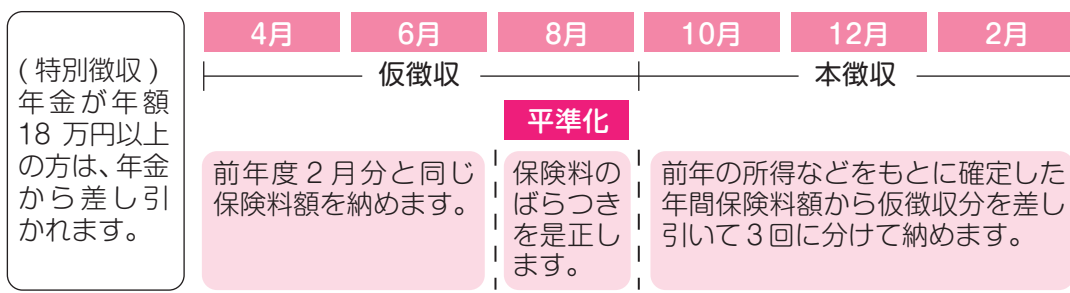 (特別徴収)
年金が年額
18万円以上
の方は、年金
から差し引
かれます。
4月 6月 8月 10月 12月 2月
仮徴収 本徴収
平準化
前年度2月分と同じ
保険料額を納めます。
保険料の
ばらつき
を是正し
ます。
前年の所得などをもとに確定した
年間保険料額から仮徴収分を差し
引いて3回に分けて納めます。